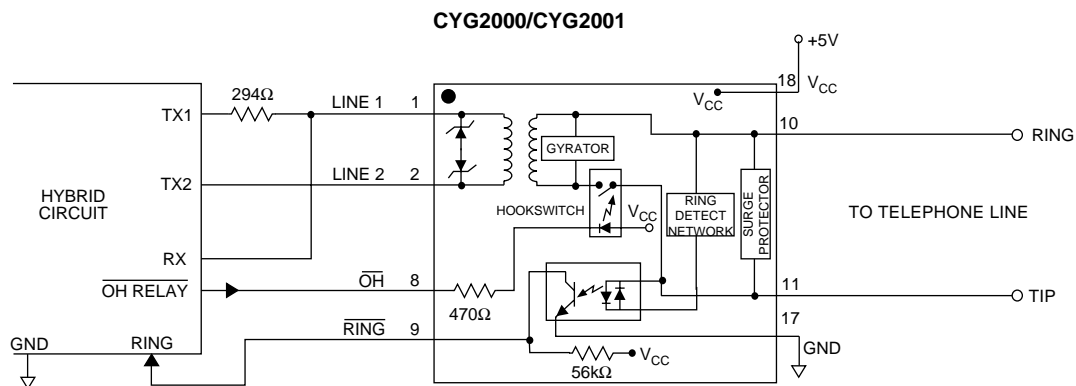 CYG2000/CYG2001
+5V
18
VCC
VCC
294Ω
TX1
LINE 1
1
10
RING
GYRATOR
HYBRID
CIRCUIT
TX2
LINE 2
2
HOOKSWITCH
VCC
RING
DETECT
NETWORK
SURGE
PROTECTOR
TO TELEPHONE LINE
RX
OH RELAY
OH
8
470Ω
11
TIP
17
GND
RING
RING
9
56kΩ
VCC
GND